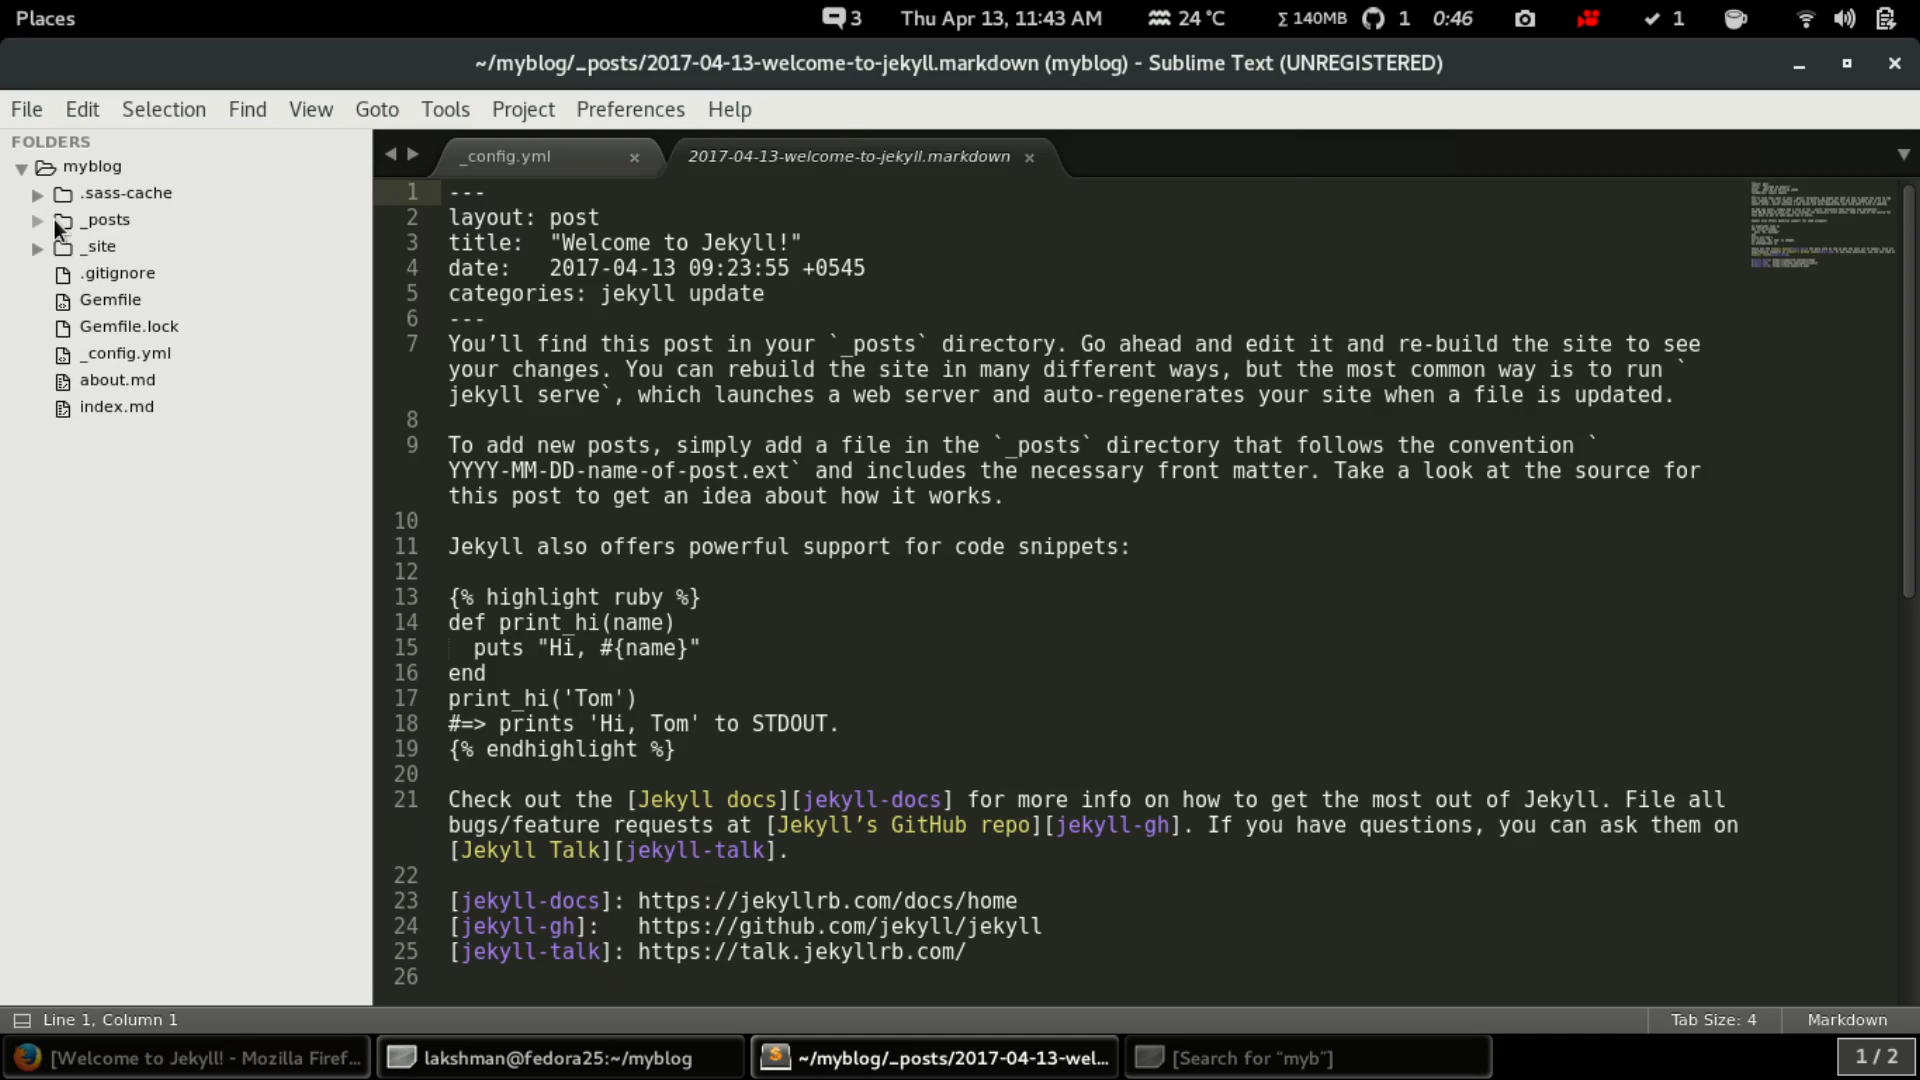 Places
3
Thu Apr 13, 11:43 AM
24 °C
Σ 140MB
1
0:46
1
~/myblog/_posts/2017-04-13-welcome-to-jekyll.markdown (myblog) - Sublime Text (UNREGISTERED)
File Edit Selection Find View Goto Tools Project Preferences Help
FOLDERS
myblog
.sass-cache
_posts
_site
.gitignore
Gemfile
Gemfile.lock
_config.yml
about.md
index.md
_config.yml
2017-04-13-welcome-to-jekyll.markdown
1 ---
2 layout: post
3 title:  "Welcome to Jekyll!"
4 date:   2017-04-13 09:23:55 +0545
5 categories: jekyll update
6 ---
7 You’ll find this post in your `_posts` directory. Go ahead and edit it and re-build the site to see
your changes. You can rebuild the site in many different ways, but the most common way is to run `
jekyll serve`, which launches a web server and auto-regenerates your site when a file is updated.
8
9 To add new posts, simply add a file in the `_posts` directory that follows the convention `
YYYY-MM-DD-name-of-post.ext` and includes the necessary front matter. Take a look at the source for
this post to get an idea about how it works.
10
11 Jekyll also offers powerful support for code snippets:
12
13 {% highlight ruby %}
14 def print_hi(name)
15   puts "Hi, #{name}"
16 end
17 print_hi('Tom')
18 #=> prints 'Hi, Tom' to STDOUT.
19 {% endhighlight %}
20
21 Check out the [Jekyll docs][jekyll-docs] for more info on how to get the most out of Jekyll. File all
bugs/feature requests at [Jekyll’s GitHub repo][jekyll-gh]. If you have questions, you can ask them on
[Jekyll Talk][jekyll-talk].
22
23 [jekyll-docs]: https://jekyllrb.com/docs/home
24 [jekyll-gh]:   https://github.com/jekyll/jekyll
25 [jekyll-talk]: https://talk.jekyllrb.com/
26
Line 1, Column 1
Tab Size: 4
Markdown
[Welcome to Jekyll! - Mozilla Firef...
lakshman@fedora25:~/myblog
~/myblog/_posts/2017-04-13-wel...
[Search for “myb”]
1 / 2